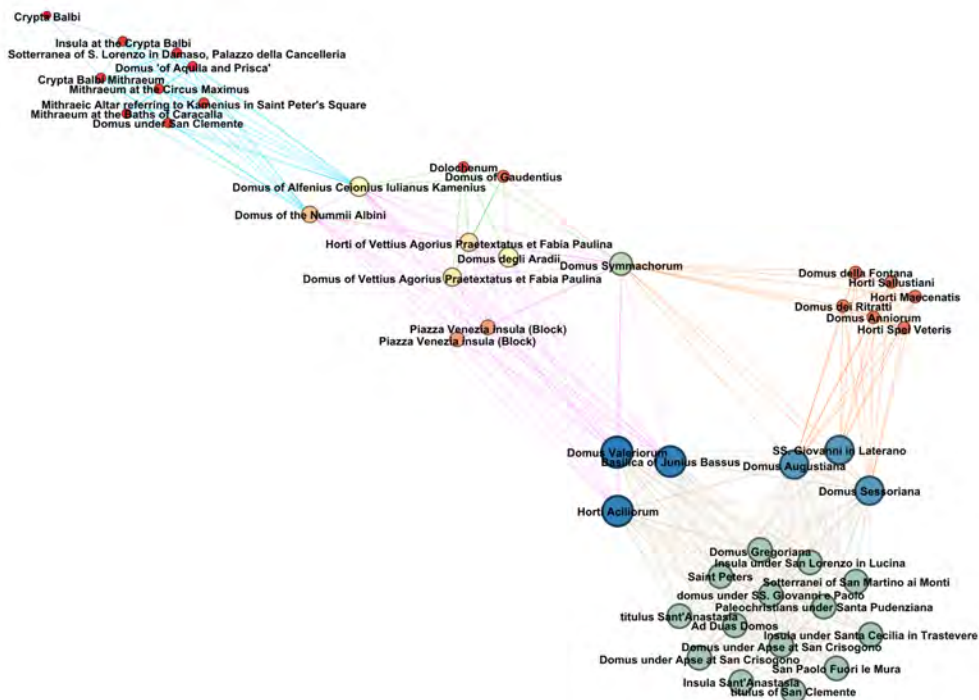 Crypta Balbi
Insula at the Crypta Balbi
Sotterranea of S. Lorenzo in Damaso, Palazzo della Cancelleria
Domus 'of Aquila and Prisca'
Crypta Balbi Mithraeum
Mithraeum at the Circus Maximus
Mithraeic Altar referring to Kamenius in Saint Peter's Square
Mithraeum at the Baths of Caracalla
Domus under San Clemente
Dolochenum
Domus of Gaudentius
Domus of Alfenius Ceionius Iulianus Kamenius
Domus of the Nummii Albini
Horti of Vettius Agorius Praetextatus et Fabia Paulina
Domus degli Aradii
Domus Symmachorum
Domus of Vettius Agorius Praetextatus et Fabia Paulina
Domus della Fontana
Horti Sallustiani
Horti Maecenatis
Domus dei Ritratti
Domus Anniorum
Horti Spei Veteris
Piazza Venezia Insula (Block)
Piazza Venezia Insula (Block)
Domus Valeriorum
Basilica of Junius Bassus
SS. Giovanni in Laterano
Domus Augustiana
Domus Sessoriana
Horti Aciliorum
Domus Gregoriana
Insula under San Lorenzo in Lucina
Saint Peters
Sotterranei of San Martino ai Monti
domus under SS. Giovanni e Paolo
Paleochristians under Santa Pudenziana
titulus Sant'Anastasia
Ad Duas Domos
Insula under Santa Cecilia in Trastevere
Domus under Apse at San Crisogono
Domus under Apse at San Crisogono
San Paolo Fuori le Mura
Insula Sant'Anastasia
titulus of San Clemente